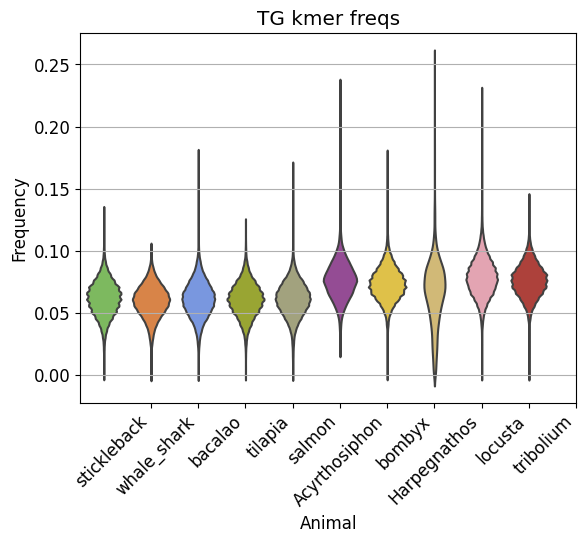 TG kmer freqs
Frequency
0.25
0.20
0.15
0.10
0.05
0.00
stickleback
whale_shark
bacalao
tilapia
salmon
Acyrthosiphon
bombyx
Harpegnathos
locusta
tribolium
Animal